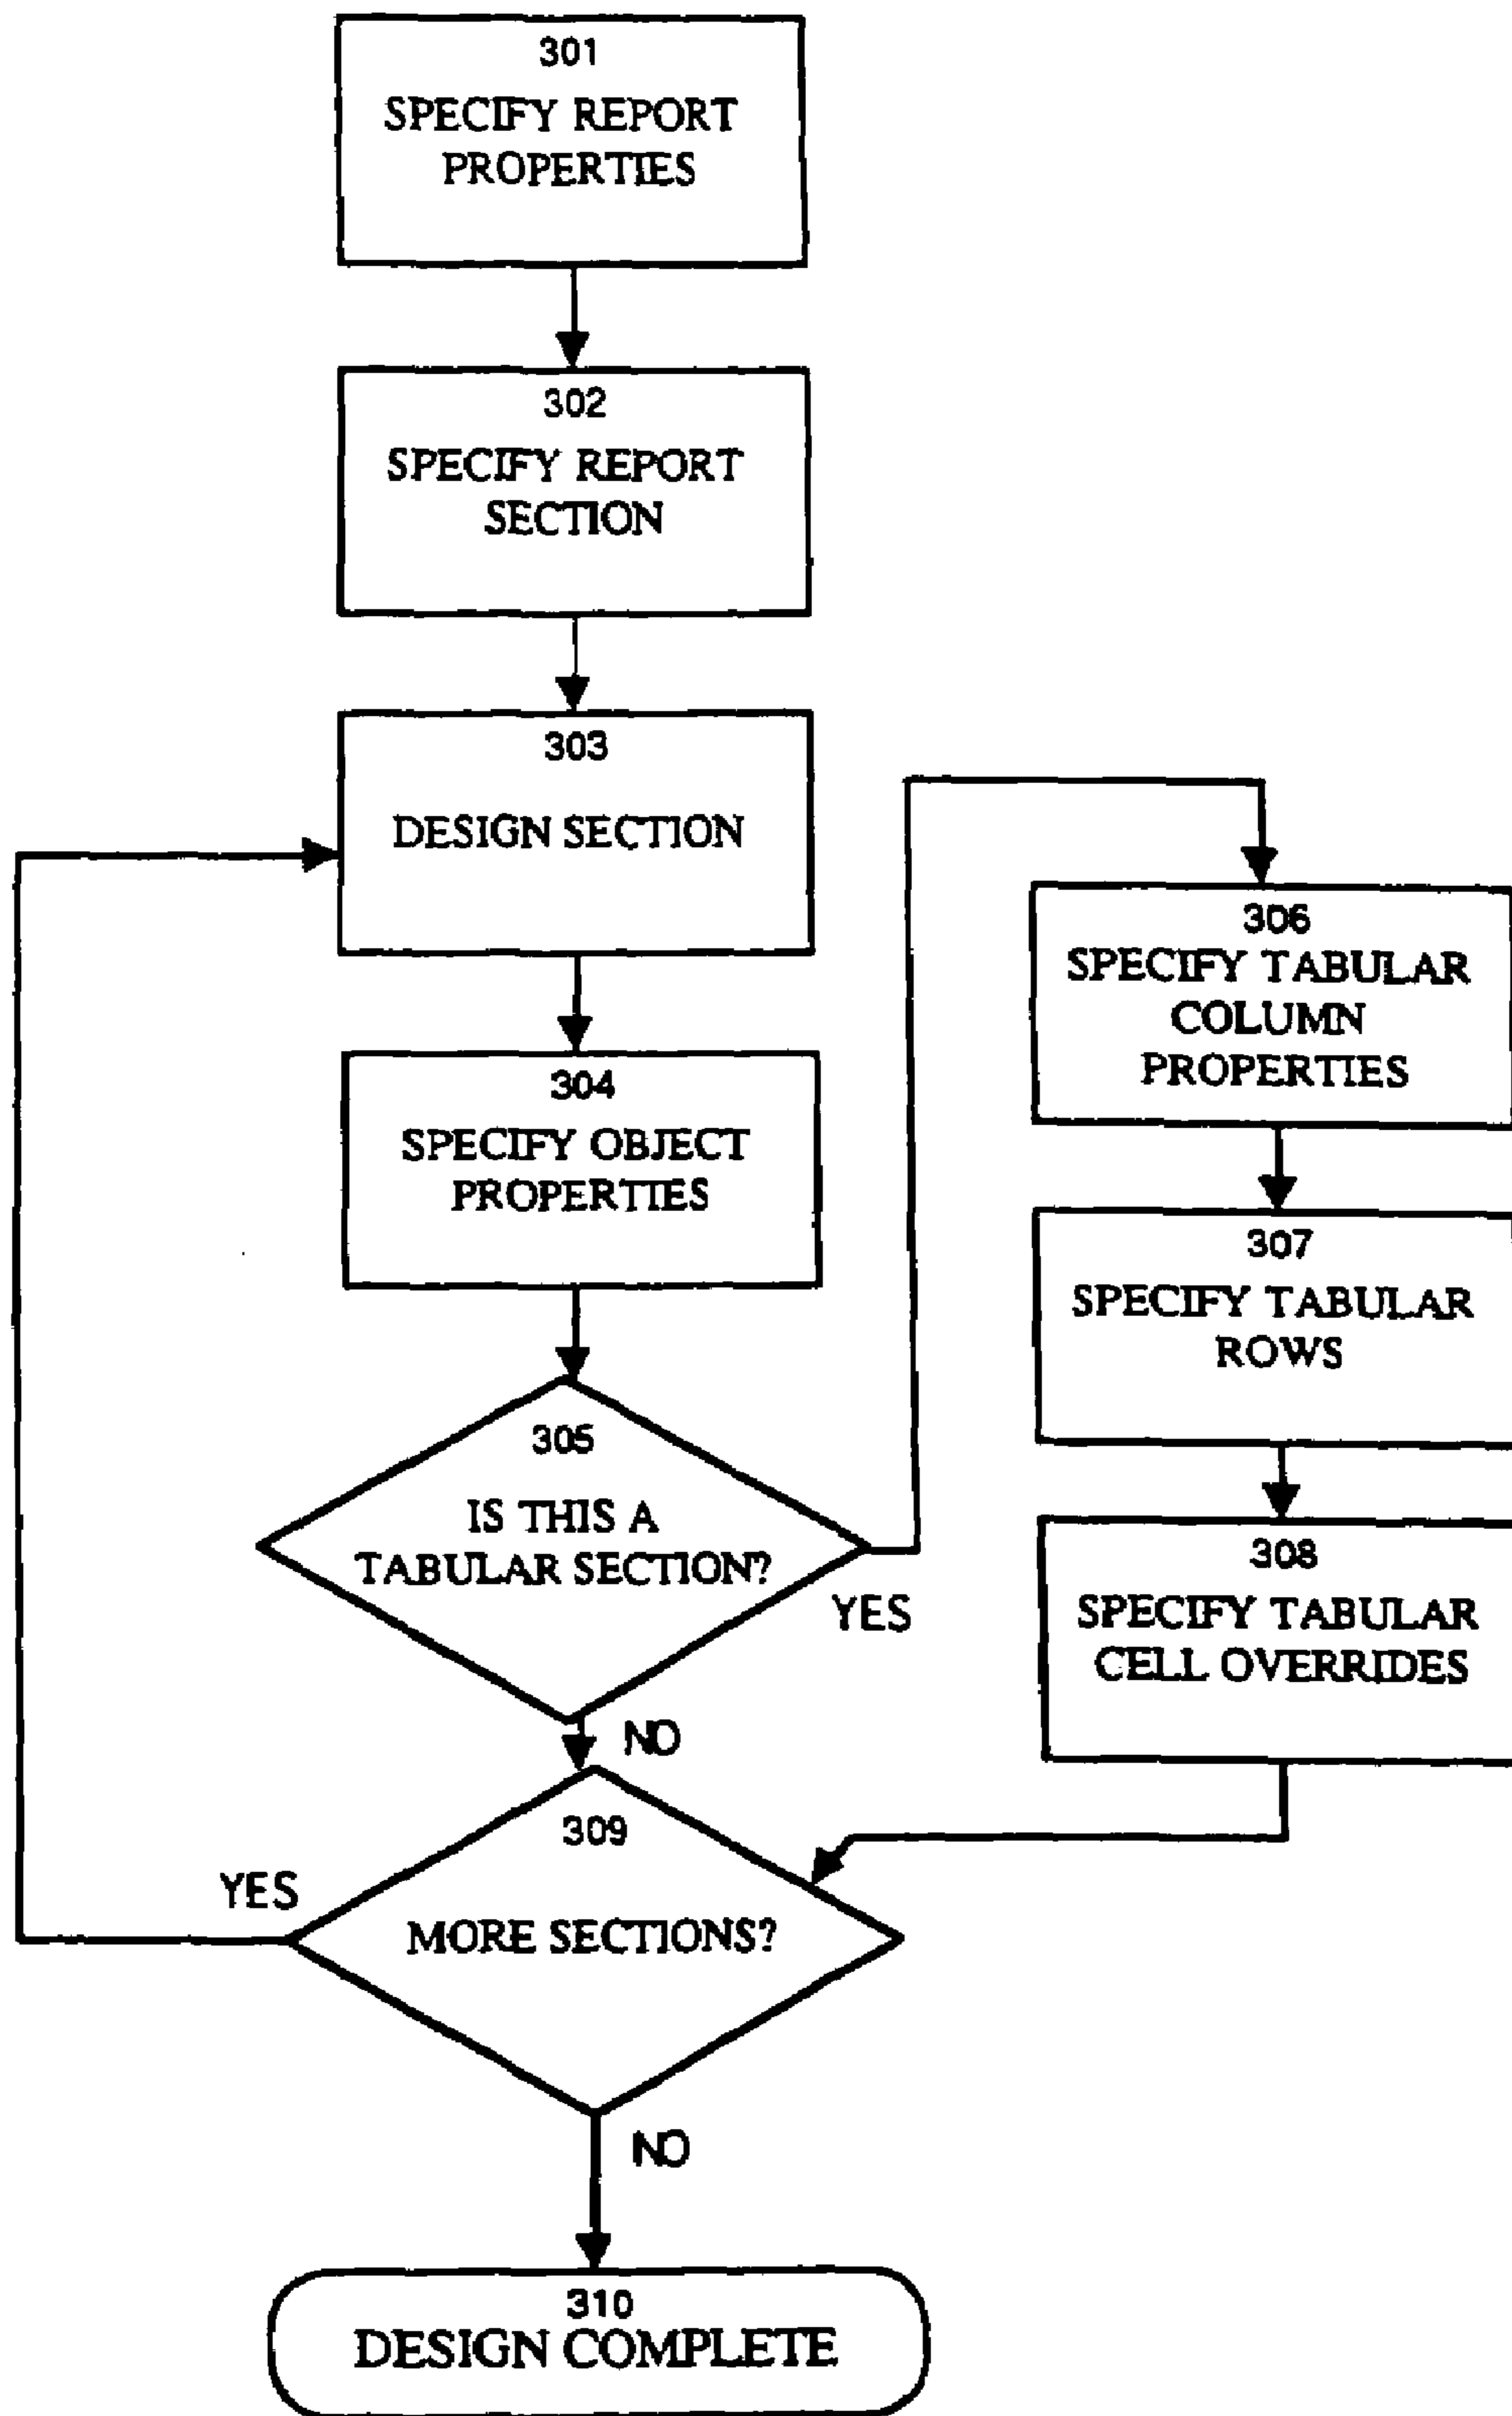 301
SPECIFY REPORT
PROPERTIES
302
SPECIFY REPORT
SECTION
303
DESIGN SECTION
304
SPECIFY OBJECT
PROPERTIES
305
IS THIS A
TABULAR SECTION?
YES
NO
306
SPECIFY TABULAR
COLUMN
PROPERTIES
307
SPECIFY TABULAR
ROWS
308
SPECIFY TABULAR
CELL OVERRIDES
309
MORE SECTIONS?
YES
NO
310
DESIGN COMPLETE